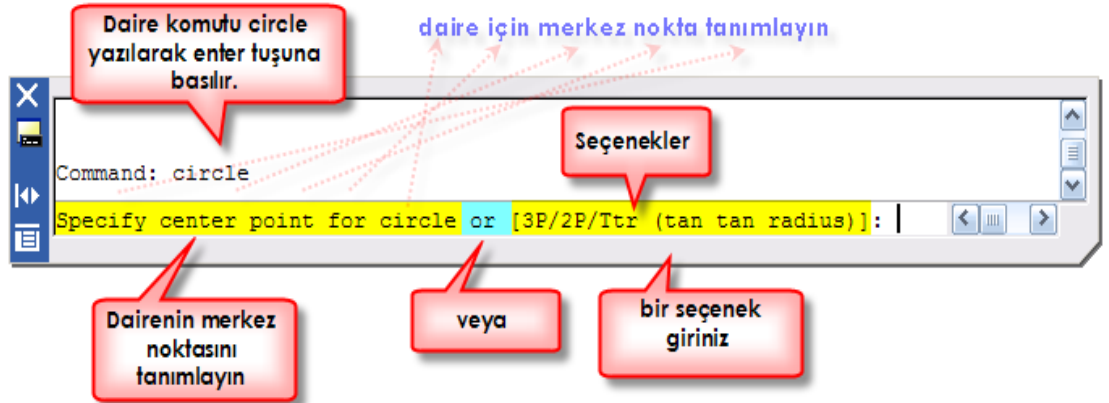 Daire komutu circle
yazılarak enter tuşuna
basılır.
daire için merkez nokta tanımlayın
Seçenekler
Command: circle
Specify center point for circle or [3P/2P/Ttr (tan tan radius)]:
Dairenin merkez
noktasını
tanımlayın
veya
bir seçenek
giriniz